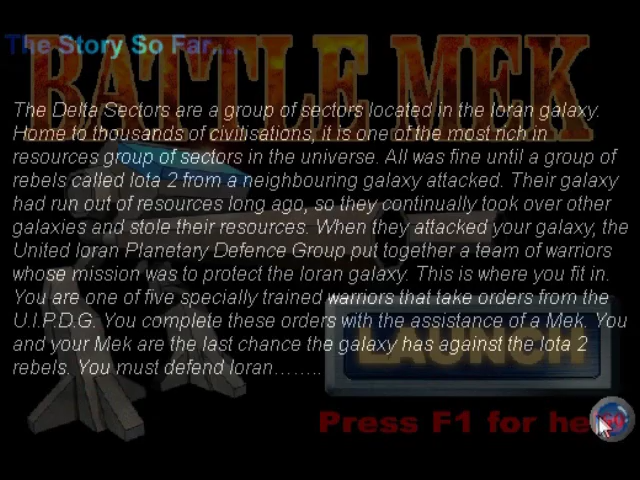 The Story So Far....
BATTLE MEK
The Delta Sectors are a group of sectors located in the Ioran galaxy.
Home to thousands of civitisations, it is one of the most rich in
resources group of sectors in the universe. All was fine until a group of
rebels called Iota 2 from a neighbouring galaxy attacked. Their galaxy
had run out of resources long ago, so they continually took over other
galaxies and stole their resources. When they attacked your galaxy, the
United Ioran Planetary Defence Group put together a team of warriors
whose mission was to protect the Ioran galaxy. This is where you fit in.
You are one of five specially trained warriors that take orders from the
U.I.P.D.G. You complete these orders with the assistance of a Mek. You
and your Mek are the last chance the galaxy has against the Iota 2
rebels. You must defend Ioran……..
LAUNCH
Press F1 for